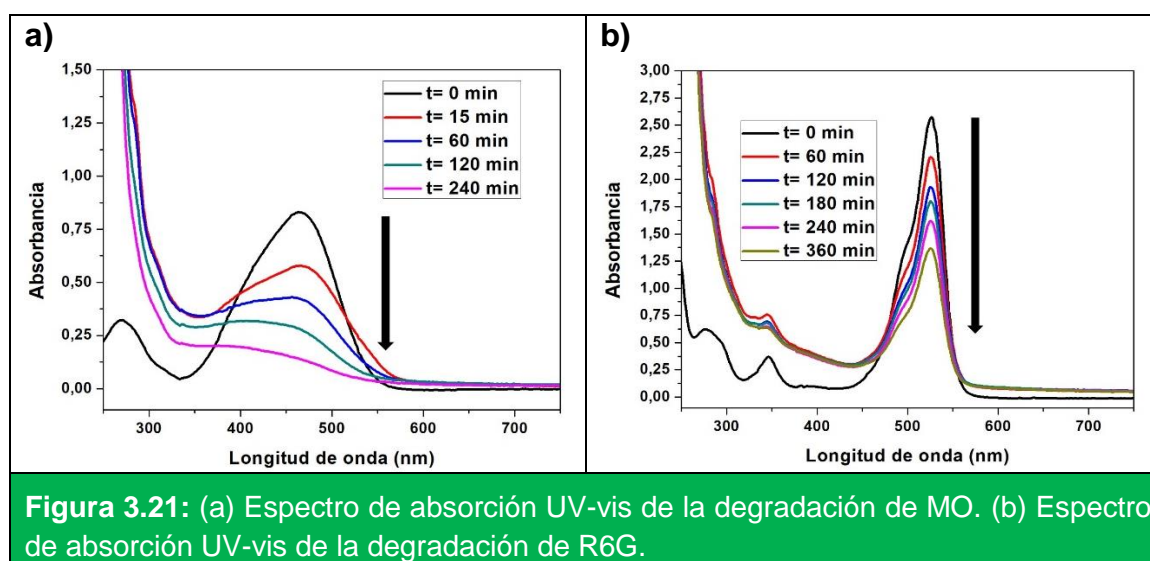 a)
1,50
1,25
1,00
0,75
0,50
0,25
0,00
Absorbancia
t= 0 min
t= 15 min
t= 60 min
t= 120 min
t= 240 min
300 400 500 600 700
Longitud de onda (nm)
b)
3,00
2,75
2,50
2,25
2,00
1,75
1,50
1,25
1,00
0,75
0,50
0,25
0,00
Absorbancia
t= 0 min
t= 60 min
t= 120 min
t= 180 min
t= 240 min
t= 360 min
300 400 500 600 700
Longitud de onda (nm)
Figura 3.21: (a) Espectro de absorción UV-vis de la degradación de MO. (b) Espectro
de absorción UV-vis de la degradación de R6G.